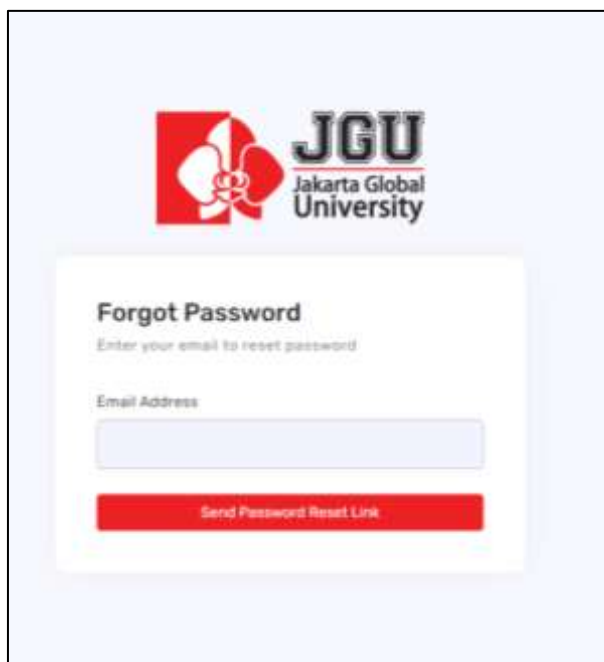 JGU
Jakarta Global
University
Forgot Password
Enter your email to reset password
Email Address
Send Password Reset Link